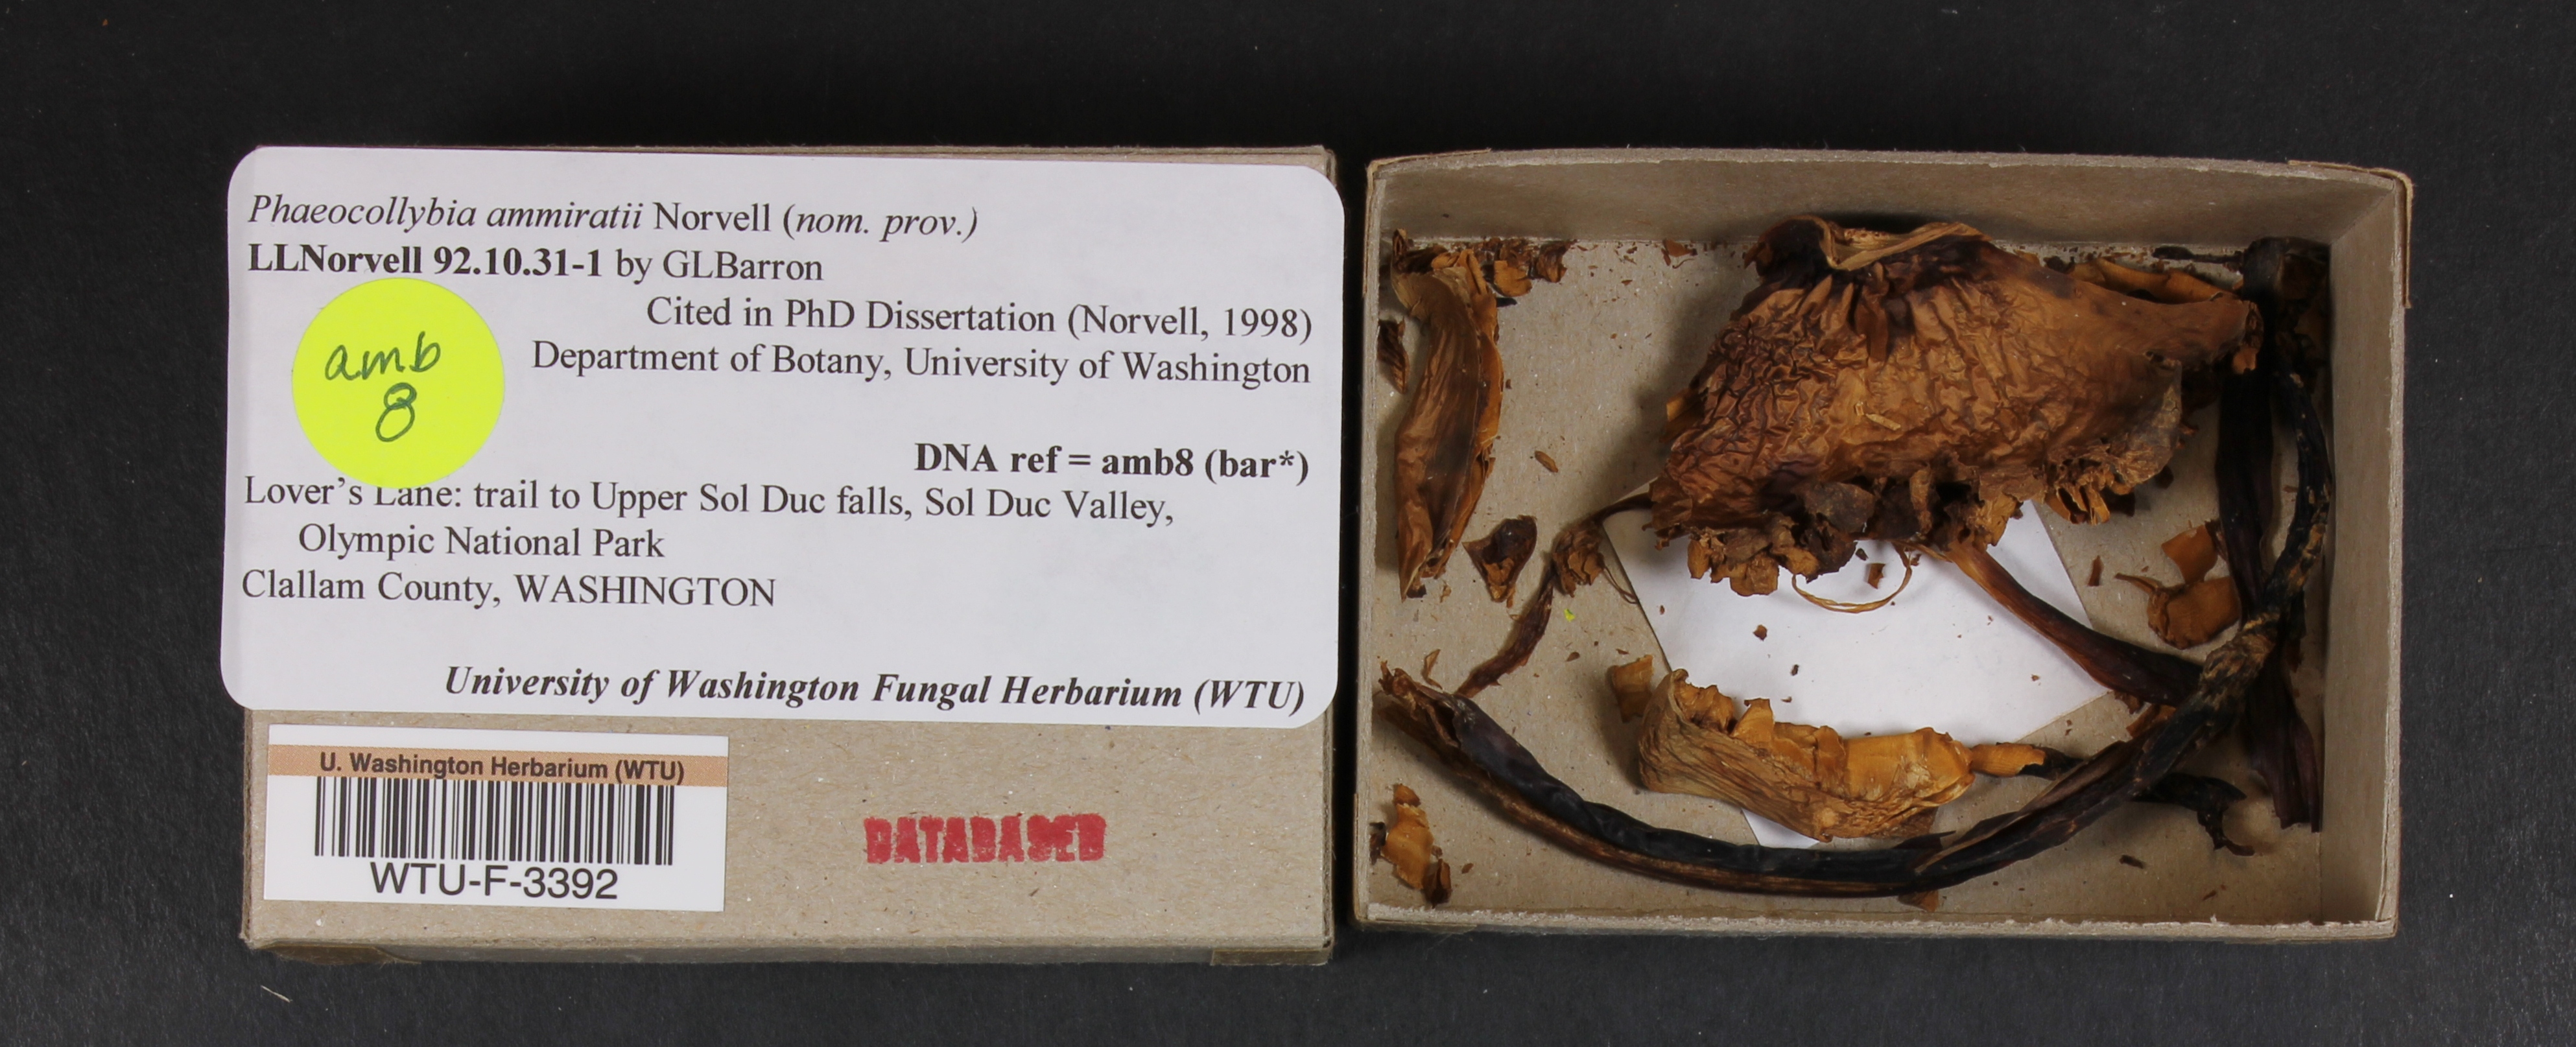 Phaeocollybia ammiratii Norvell (nom. prov.)
LLNorvell 92.10.31-1 by GLBarron
Cited in PhD Dissertation (Norvell, 1998)
Department of Botany, University of Washington
amb
8
DNA ref = amb8 (bar*)
Lover's Lane: trail to Upper Sol Duc falls, Sol Duc Valley,
Olympic National Park
Clallam County, WASHINGTON
University of Washington Fungal Herbarium (WTU)
U. Washington Herbarium (WTU)
WTU-F-3392
DATABASED